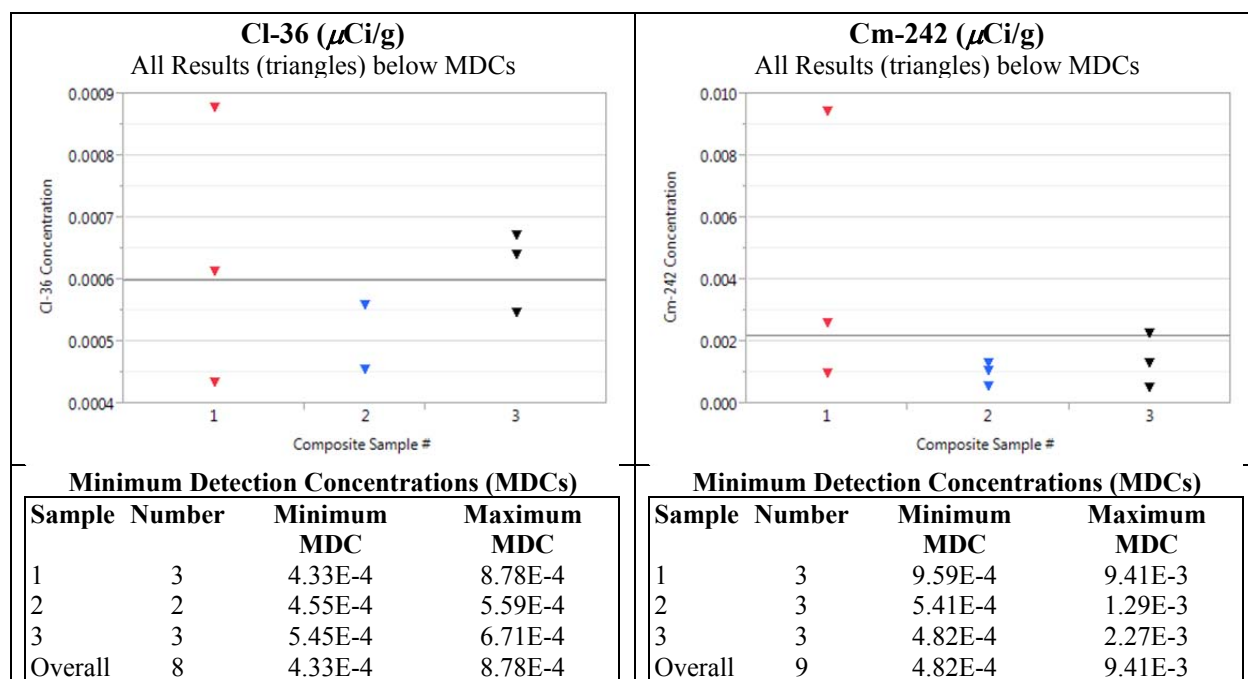 Cl-36 (μCi/g)
All Results (triangles) below MDCs
0.0009
0.0008
0.0007
0.0006
0.0005
0.0004
Cl-36 Concentration
1 2 3
Composite Sample #
Minimum Detection Concentrations (MDCs)
Sample Number Minimum MDC Maximum MDC
1 3 4.33E-4 8.78E-4
2 2 4.55E-4 5.59E-4
3 3 5.45E-4 6.71E-4
Overall 8 4.33E-4 8.78E-4
Cm-242 (μCi/g)
All Results (triangles) below MDCs
0.010
0.008
0.006
0.004
0.002
0.000
Cm-242 Concentration
1 2 3
Composite Sample #
Minimum Detection Concentrations (MDCs)
Sample Number Minimum MDC Maximum MDC
1 3 9.59E-4 9.41E-3
2 3 5.41E-4 1.29E-3
3 3 4.82E-4 2.27E-3
Overall 9 4.82E-4 9.41E-3